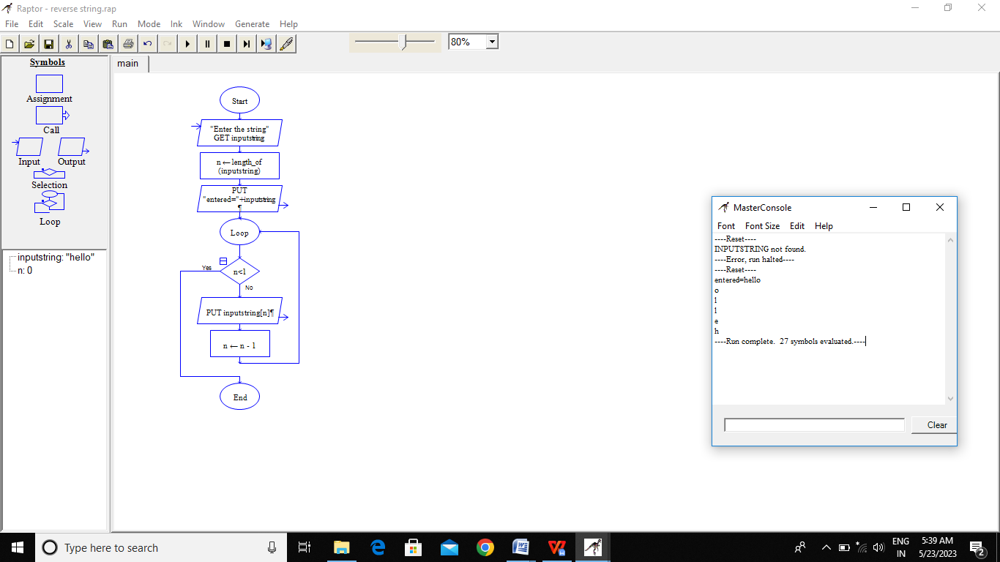 Raptor - reverse string.rap
File Edit Scale View Run Mode Ink Window Generate Help
80%
Symbols
Assignment
Call
Input Output
Selection
Loop
inputstring: "hello"
n: 0
main
Start
"Enter the string"
GET inputstring
n ← length_of
(inputstring)
PUT
"entered="+inputstring
¶
Loop
Yes
n<1
No
PUT inputstring[n]¶
n ← n - 1
End
MasterConsole
Font Font Size Edit Help
----Reset----
INPUTSTRING not found.
----Error, run halted----
----Reset----
entered=hello
o
l
l
e
h
----Run complete.  27 symbols evaluated.----
Clear
Type here to search
ENG
IN
5:39 AM
5/23/2023
2